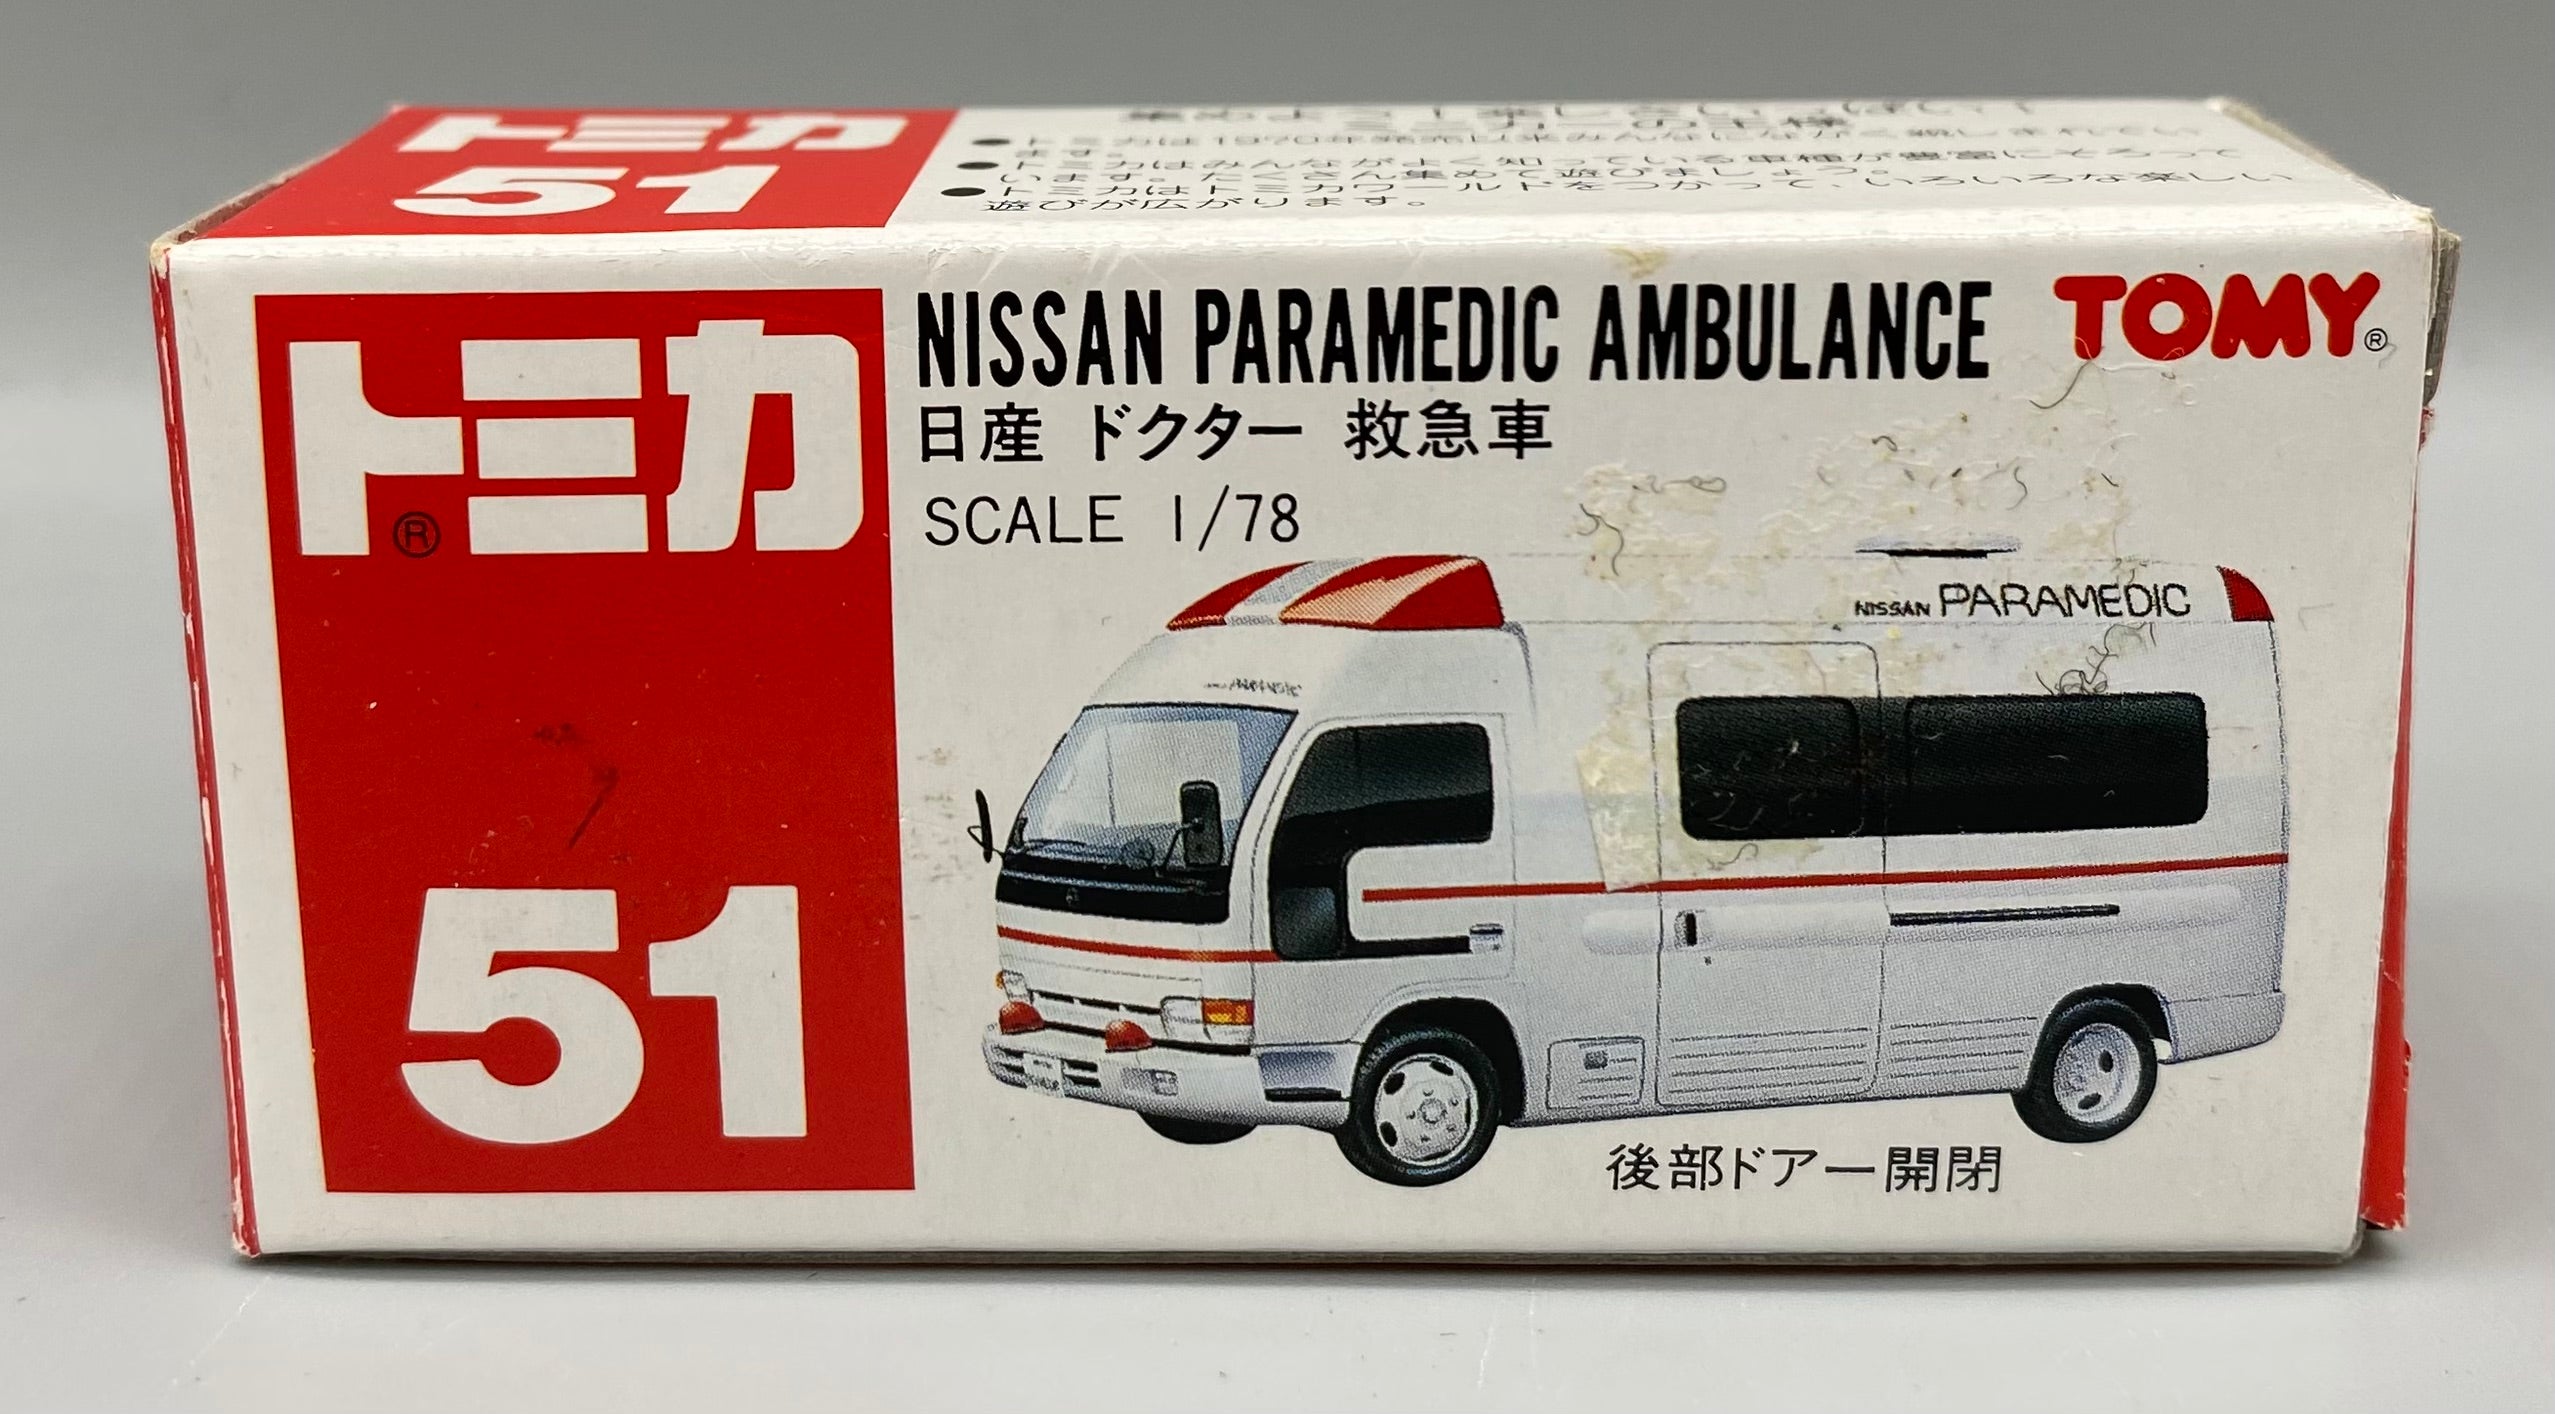 トミカ
51
●トミカは1970年発売以来みんなになが く親しまれてい
ます。
●トミカはみんながよく知っている車種が豊富にそろって
います。たくさん集めて遊びましょう。
●トミカはトミカワールドをつかって、いろいろな楽しい
遊びが広がります。
トミカ®
51
NISSAN PARAMEDIC AMBULANCE
TOMY®
日産 ドクター 救急車
SCALE 1/78
NISSAN PARAMEDIC
後部ドアー開閉